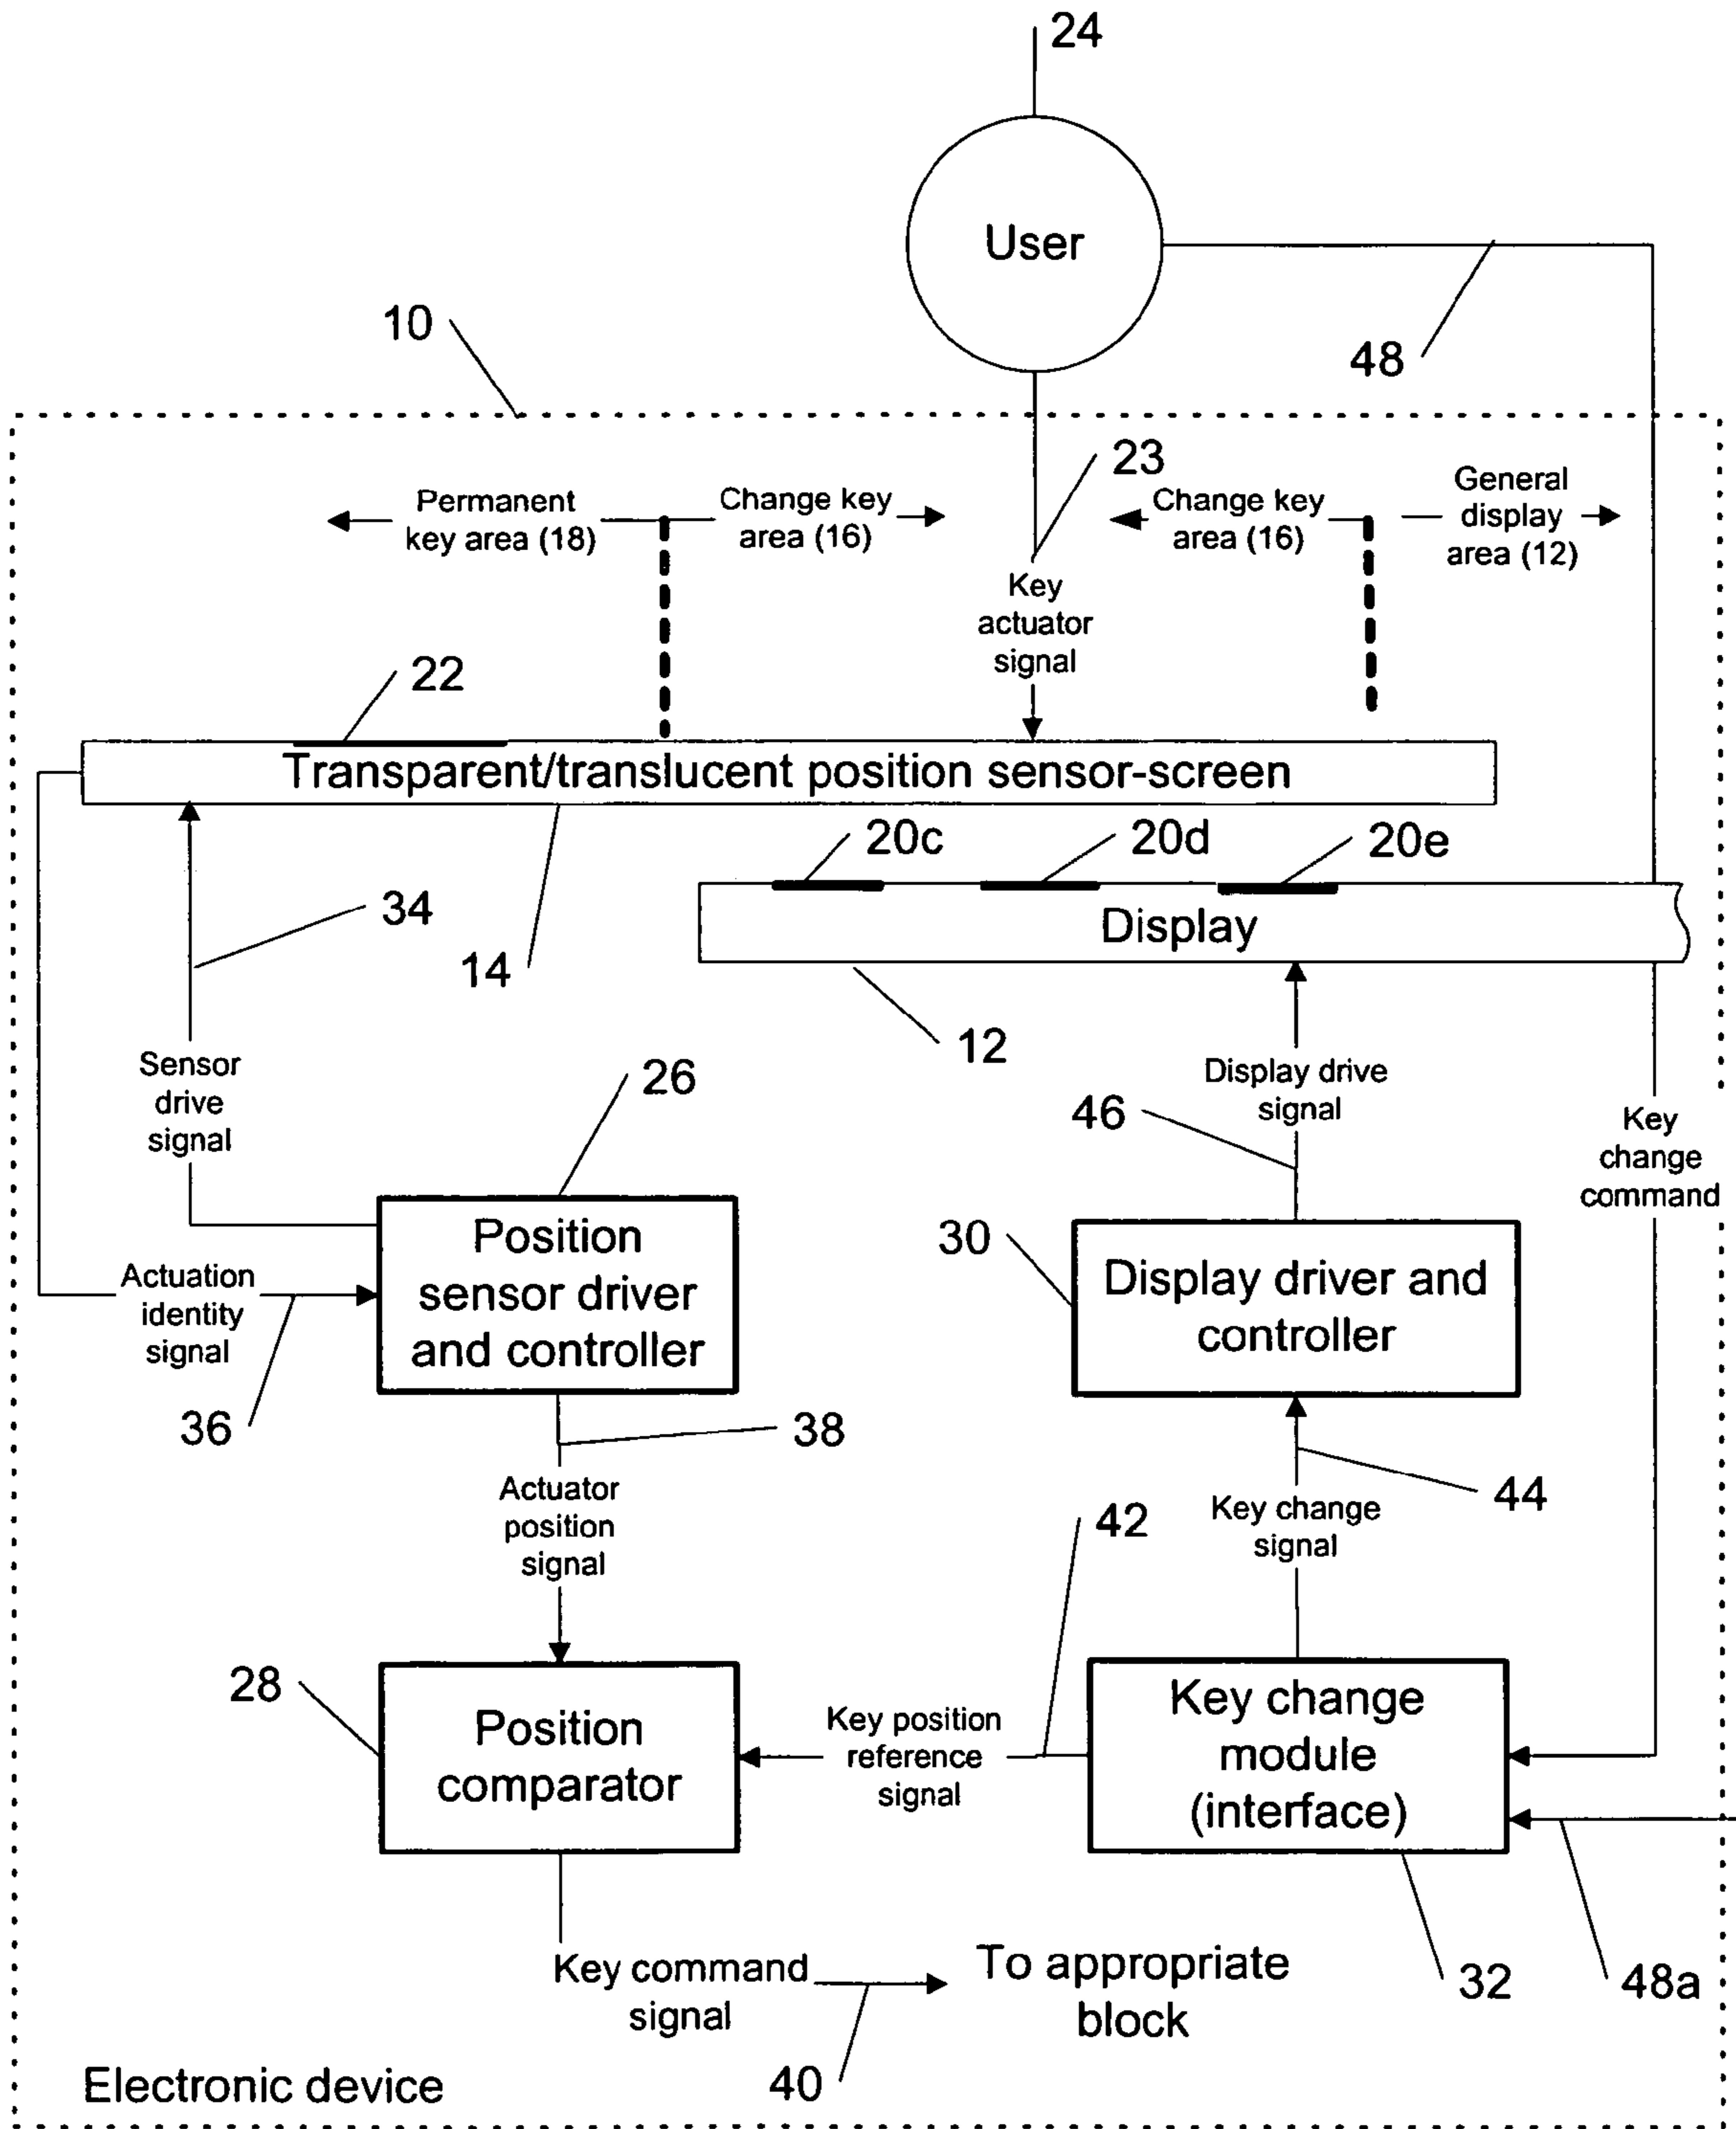 24
User
48
10
23
Permanent
key area (18)
Change key
area (16)
Change key
area (16)
General
display
area (12)
Key
actuator
signal
22
Transparent/translucent position sensor-screen
20c
20d
20e
34
14
Display
12
Sensor
drive
signal
26
Display drive
signal
46
Key
change
command
Position
sensor driver
and controller
30
Display driver and
controller
Actuation
identity
signal
36
38
44
Actuator
position
signal
42
Key change
signal
28
Position
comparator
Key position
reference
signal
Key change
module
(interface)
Key command
signal
To appropriate
block
32
48a
40
Electronic device